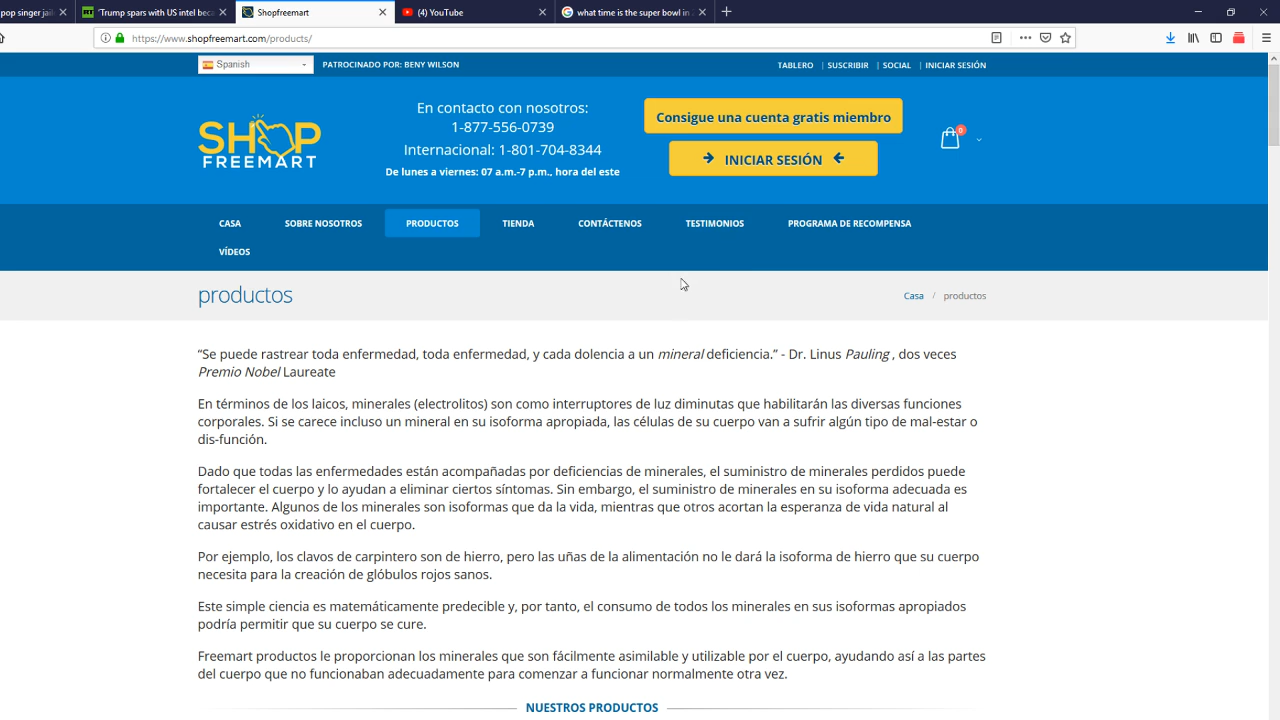 pop singer jail
'Trump spars with US intel beca
Shopfreemart
(4) YouTube
what time is the super bowl in 2
https://www.shopfreemart.com/products/
Spanish
PATROCINADO POR: BENY WILSON
TABLERO | SUSCRIBIR | SOCIAL | INICIAR SESIÓN
SHOP
FREEMART
En contacto con nosotros:
1-877-556-0739
Internacional: 1-801-704-8344
De lunes a viernes: 07 a.m.-7 p.m., hora del este
Consigue una cuenta gratis miembro
INICIAR SESIÓN
0
CASA SOBRE NOSOTROS PRODUCTOS TIENDA CONTÁCTENOS TESTIMONIOS PROGRAMA DE RECOMPENSA
VÍDEOS
productos
Casa / productos
“Se puede rastrear toda enfermedad, toda enfermedad, y cada dolencia a un mineral deficiencia.” - Dr. Linus Pauling , dos veces
Premio Nobel Laureate
En términos de los laicos, minerales (electrolitos) son como interruptores de luz diminutas que habilitarán las diversas funciones
corporales. Si se carece incluso un mineral en su isoforma apropiada, las células de su cuerpo van a sufrir algún tipo de mal-estar o
dis-función.
Dado que todas las enfermedades están acompañadas por deficiencias de minerales, el suministro de minerales perdidos puede
fortalecer el cuerpo y lo ayudan a eliminar ciertos síntomas. Sin embargo, el suministro de minerales en su isoforma adecuada es
importante. Algunos de los minerales son isoformas que da la vida, mientras que otros acortan la esperanza de vida natural al
causar estrés oxidativo en el cuerpo.
Por ejemplo, los clavos de carpintero son de hierro, pero las uñas de la alimentación no le dará la isoforma de hierro que su cuerpo
necesita para la creación de glóbulos rojos sanos.
Este simple ciencia es matemáticamente predecible y, por tanto, el consumo de todos los minerales en sus isoformas apropiados
podría permitir que su cuerpo se cure.
Freemart productos le proporcionan los minerales que son fácilmente asimilable y utilizable por el cuerpo, ayudando así a las partes
del cuerpo que no funcionaban adecuadamente para comenzar a funcionar normalmente otra vez.
NUESTROS PRODUCTOS